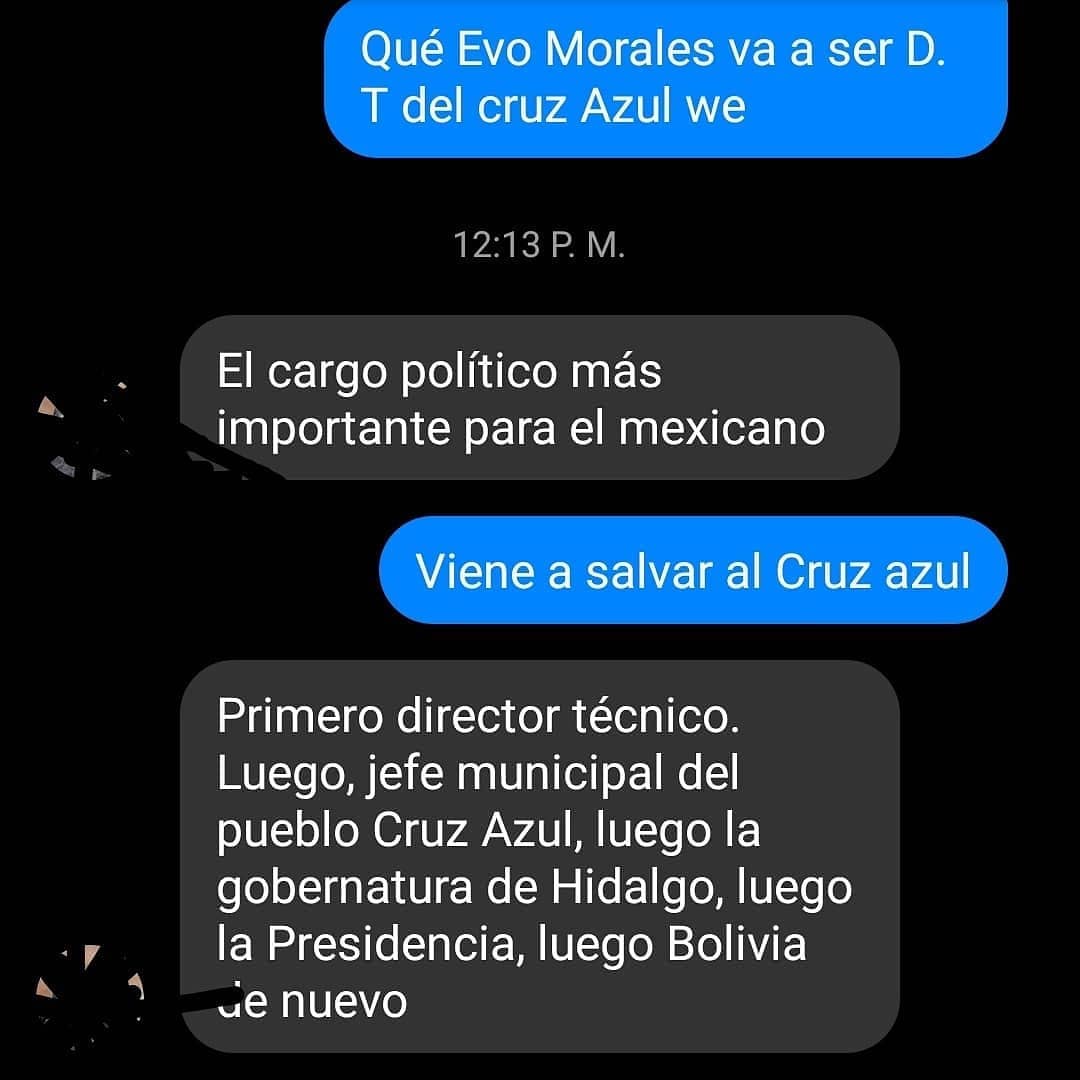 Qué Evo Morales va a ser D.
T del cruz Azul we
12:13 P. M.
El cargo político más
importante para el mexicano
Viene a salvar al Cruz azul
Primero director técnico.
Luego, jefe municipal del
pueblo Cruz Azul, luego la
gobernatura de Hidalgo, luego
la Presidencia, luego Bolivia
de nuevo